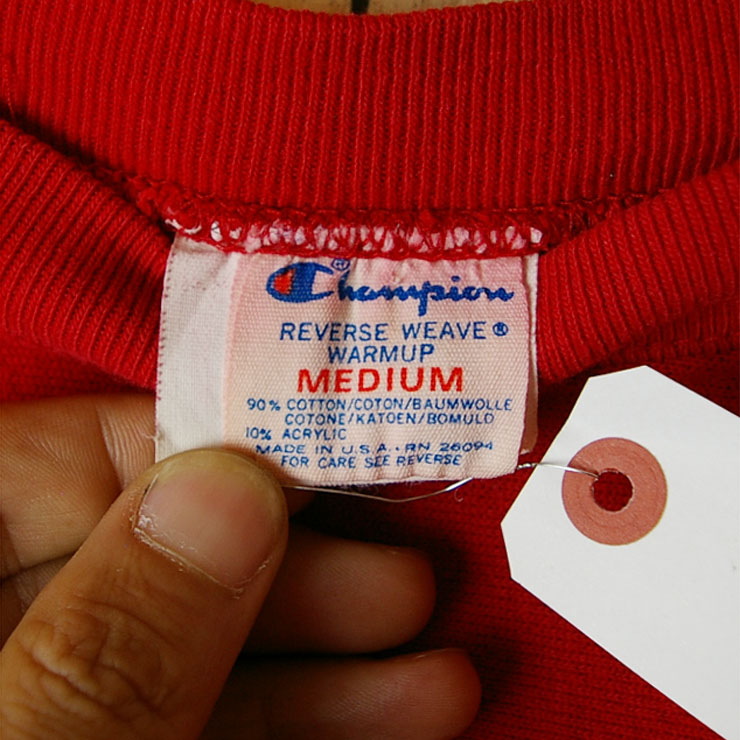 Champion®
REVERSE WEAVE®
WARMUP
MEDIUM
90% COTTON/COTON/BAUMWOLLE
COTONE/KATOEN/BOMULD
10% ACRYLIC
MADE IN U.S.A. · RN 26094
FOR CARE SEE REVERSE